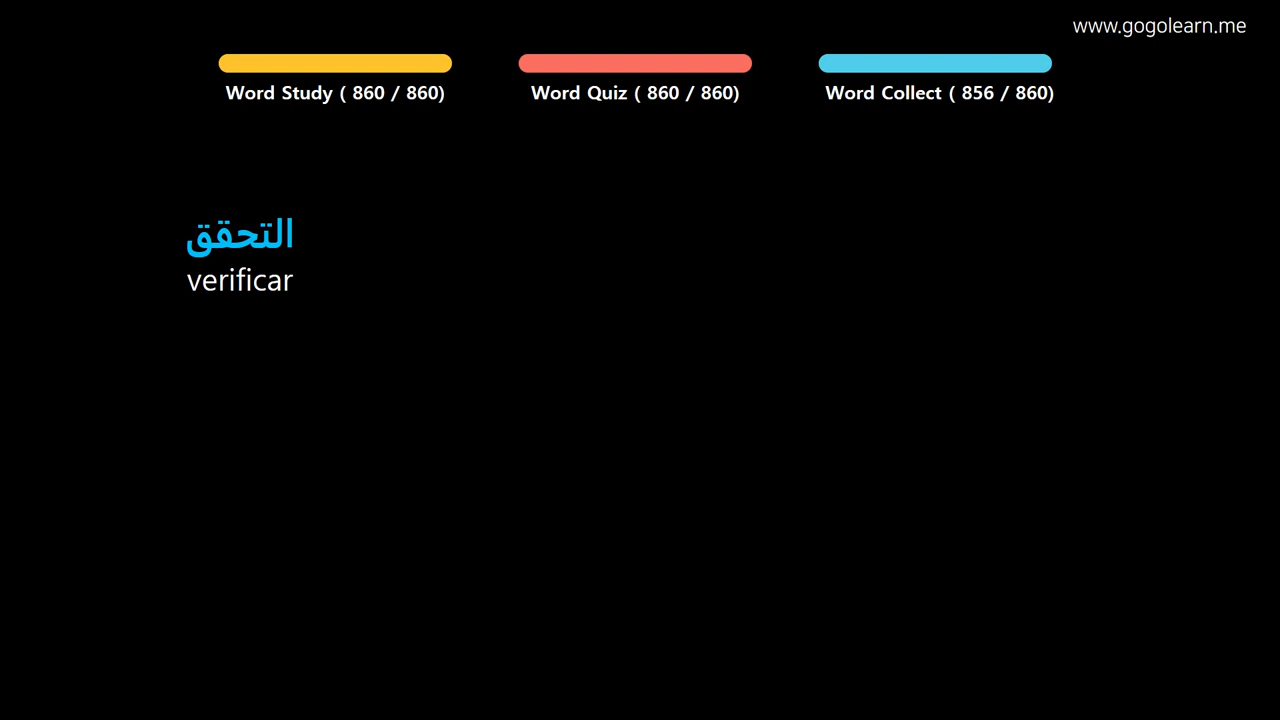 www.gogolearn.me
Word Study ( 860 / 860)
Word Quiz ( 860 / 860)
Word Collect ( 856 / 860)
التحقق
verificar